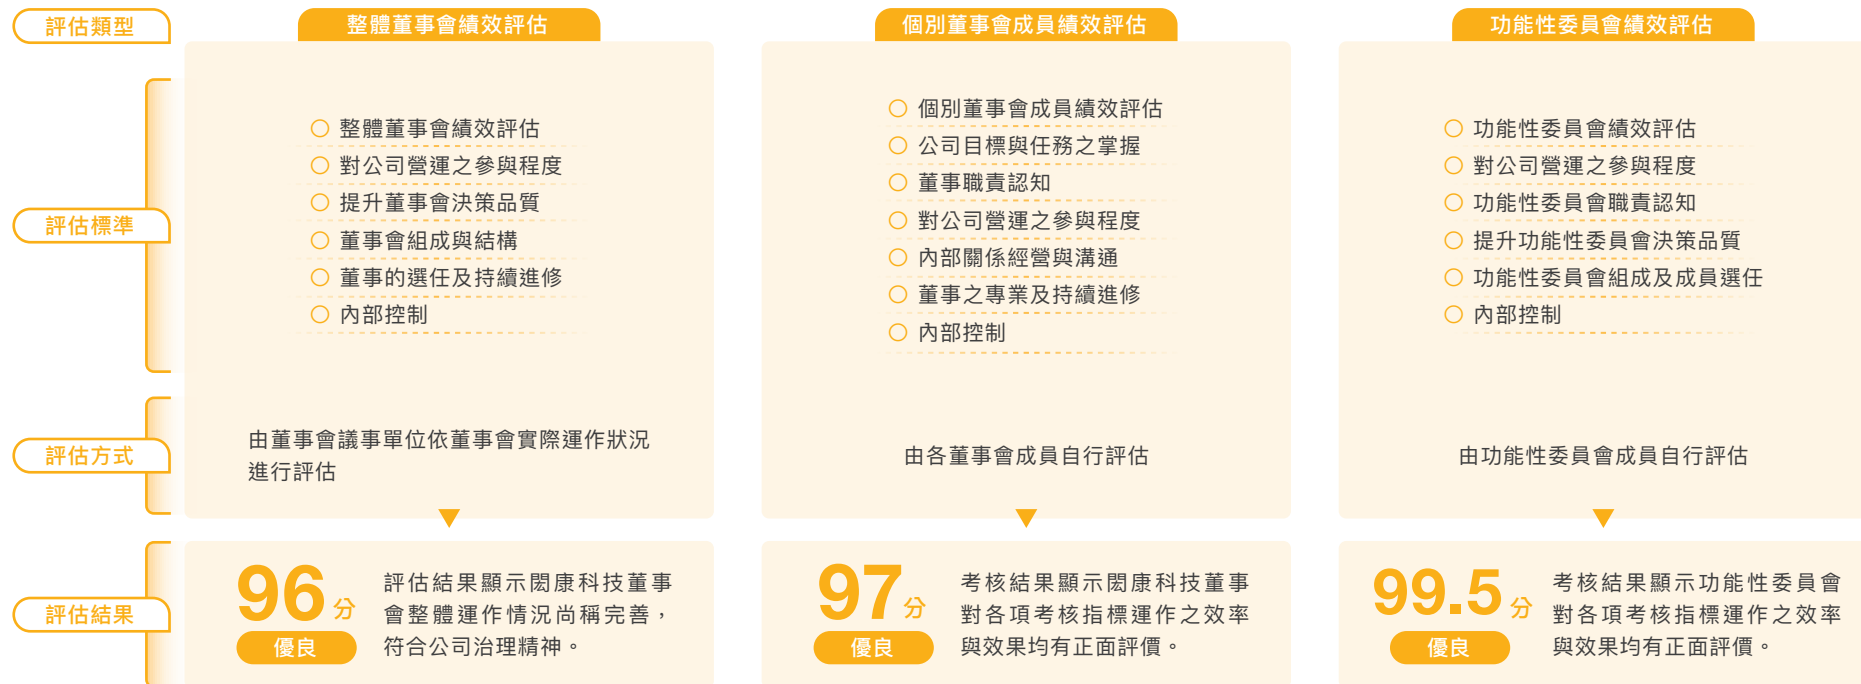 評估類型
整體董事會績效評估
個別董事會成員績效評估
功能性委員會績效評估
評估標準
整體董事會績效評估
對公司營運之參與程度
提升董事會決策品質
董事會組成與結構
董事的選任及持續進修
內部控制
個別董事會成員績效評估
公司目標與任務之掌握
董事職責認知
對公司營運之參與程度
內部關係經營與溝通
董事之專業及持續進修
內部控制
功能性委員會績效評估
對公司營運之參與程度
功能性委員會職責認知
提升功能性委員會決策品質
功能性委員會組成及成員選任
內部控制
評估方式
由董事會議事單位依董事會實際運作狀況
進行評估
由各董事會成員自行評估
由功能性委員會成員自行評估
評估結果
96分
優良
評估結果顯示閎康科技董事
會整體運作情況尚稱完善，
符合公司治理精神。
97分
優良
考核結果顯示閎康科技董事
對各項考核指標運作之效率
與效果均有正面評價。
99.5分
優良
考核結果顯示功能性委員會
對各項考核指標運作之效率
與效果均有正面評價。